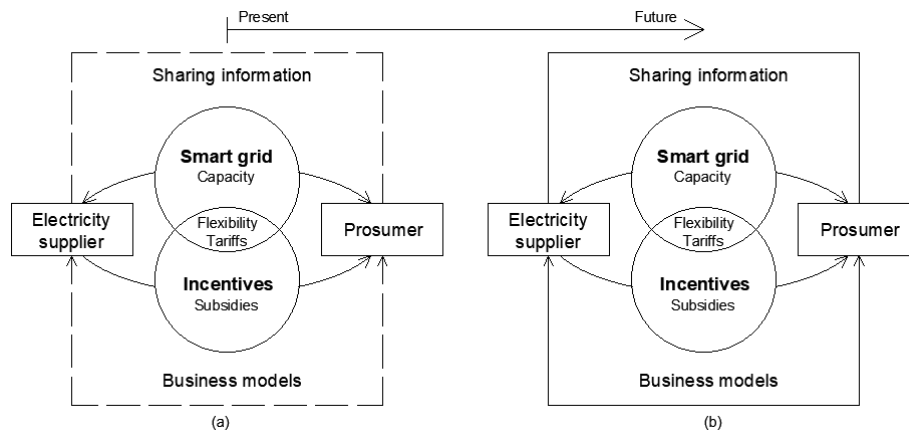 Present
Future
Sharing information
Smart grid
Capacity
Flexibility
Tariffs
Electricity
supplier
Prosumer
Incentives
Subsidies
Business models
(a)
Sharing information
Smart grid
Capacity
Flexibility
Tariffs
Electricity
supplier
Prosumer
Incentives
Subsidies
Business models
(b)